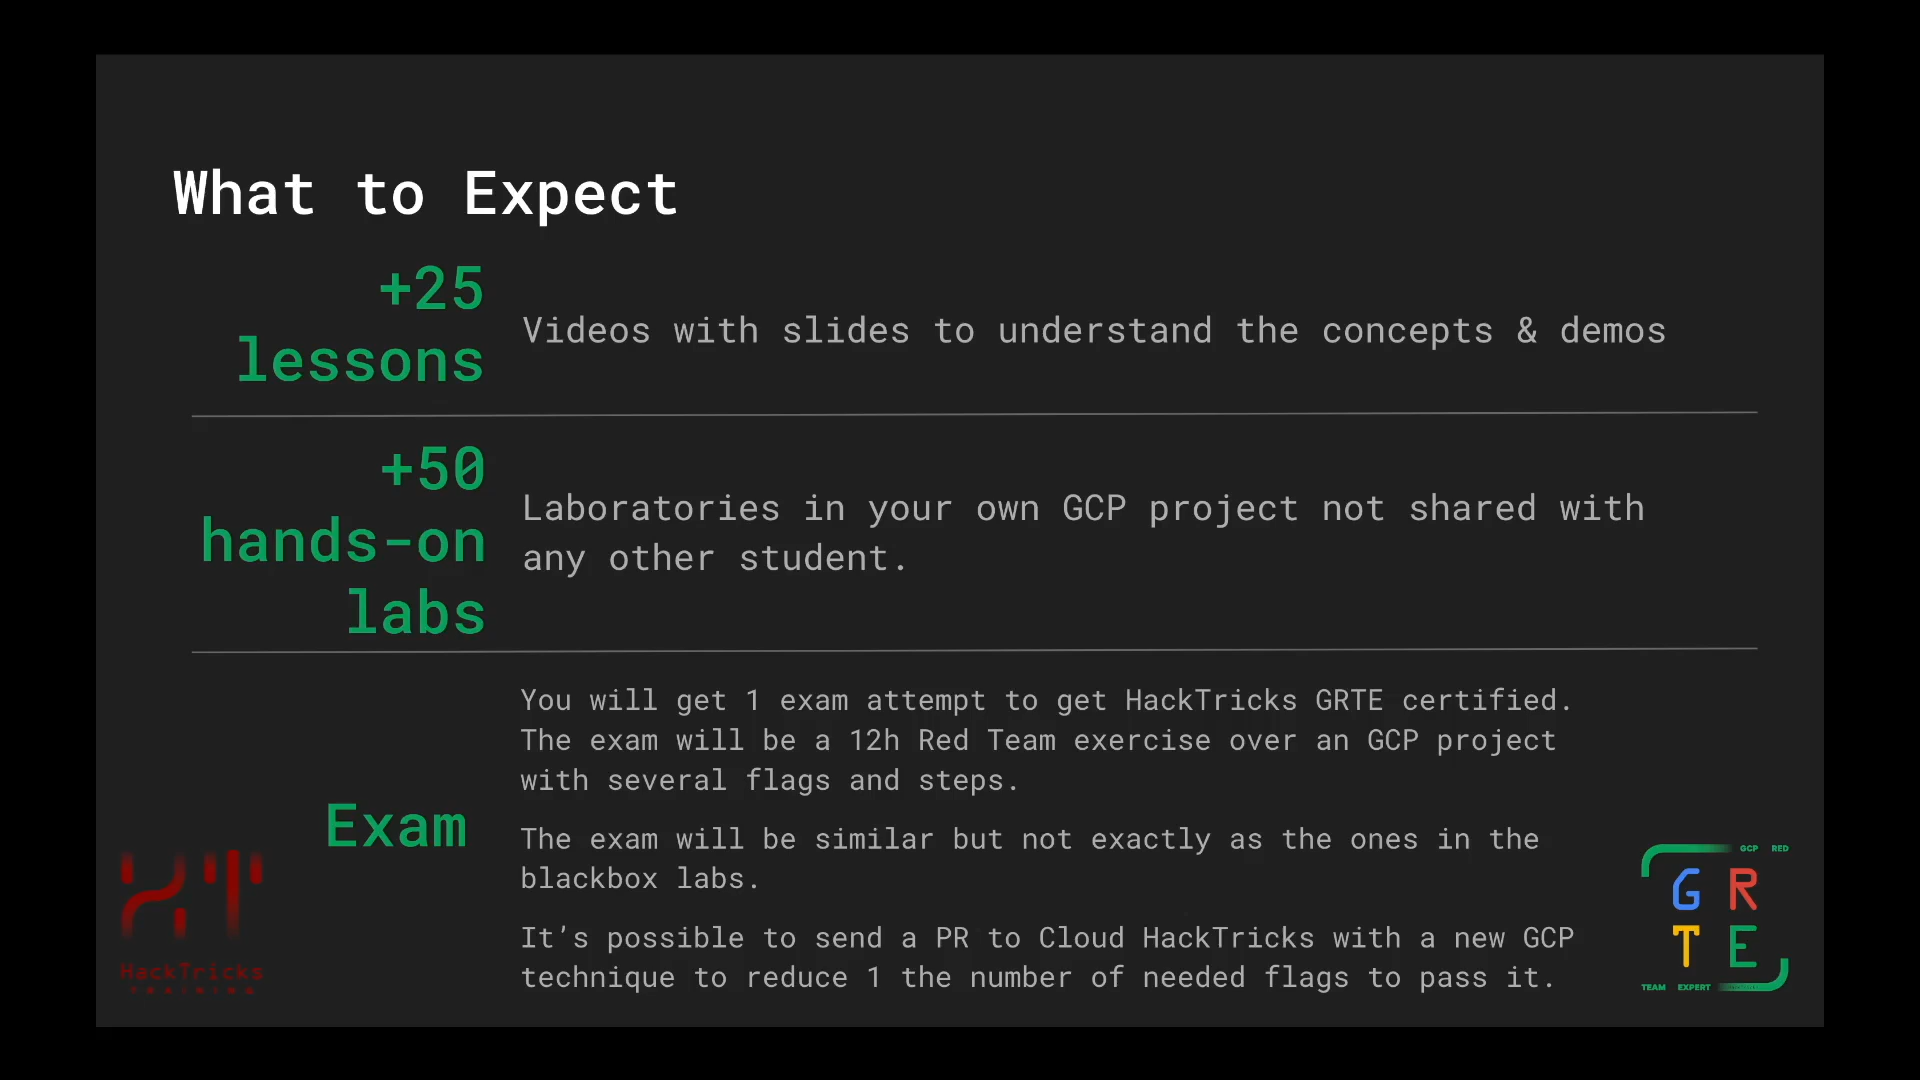 What to Expect
+25
lessons
Videos with slides to understand the concepts & demos
+50
hands-on
labs
Laboratories in your own GCP project not shared with
any other student.
Exam
You will get 1 exam attempt to get HackTricks GRTE certified.
The exam will be a 12h Red Team exercise over an GCP project
with several flags and steps.
The exam will be similar but not exactly as the ones in the
blackbox labs.
It’s possible to send a PR to Cloud HackTricks with a new GCP
technique to reduce 1 the number of needed flags to pass it.
HT
HackTricks
TRAINING
GCP RED
G R
T E
TEAM EXPERT